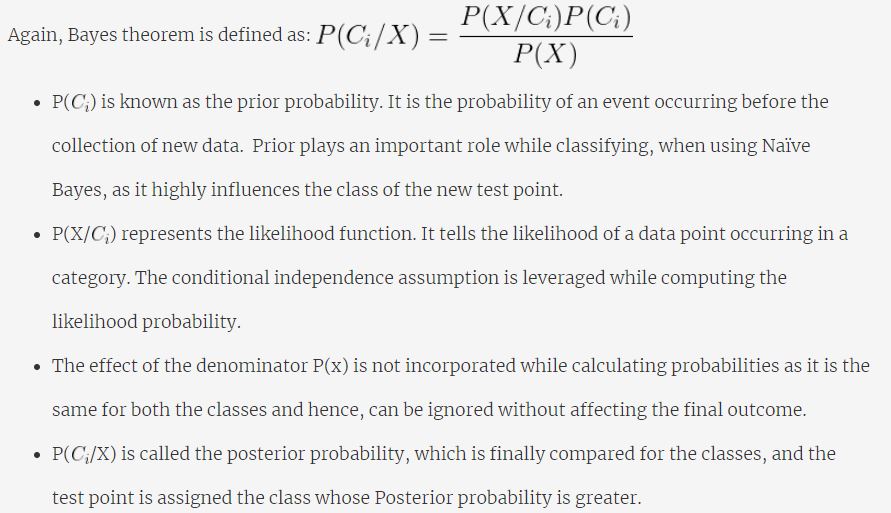 Again, Bayes theorem is defined as: P(C_i/X) = \frac{P(X/C_i)P(C_i)}{P(X)}
• P(C_i) is known as the prior probability. It is the probability of an event occurring before the
collection of new data.  Prior plays an important role while classifying, when using Naïve
Bayes, as it highly influences the class of the new test point.
• P(X/C_i) represents the likelihood function. It tells the likelihood of a data point occurring in a
category. The conditional independence assumption is leveraged while computing the
likelihood probability.
• The effect of the denominator P(x) is not incorporated while calculating probabilities as it is the
same for both the classes and hence, can be ignored without affecting the final outcome.
• P(C_i/X) is called the posterior probability, which is finally compared for the classes, and the
test point is assigned the class whose Posterior probability is greater.